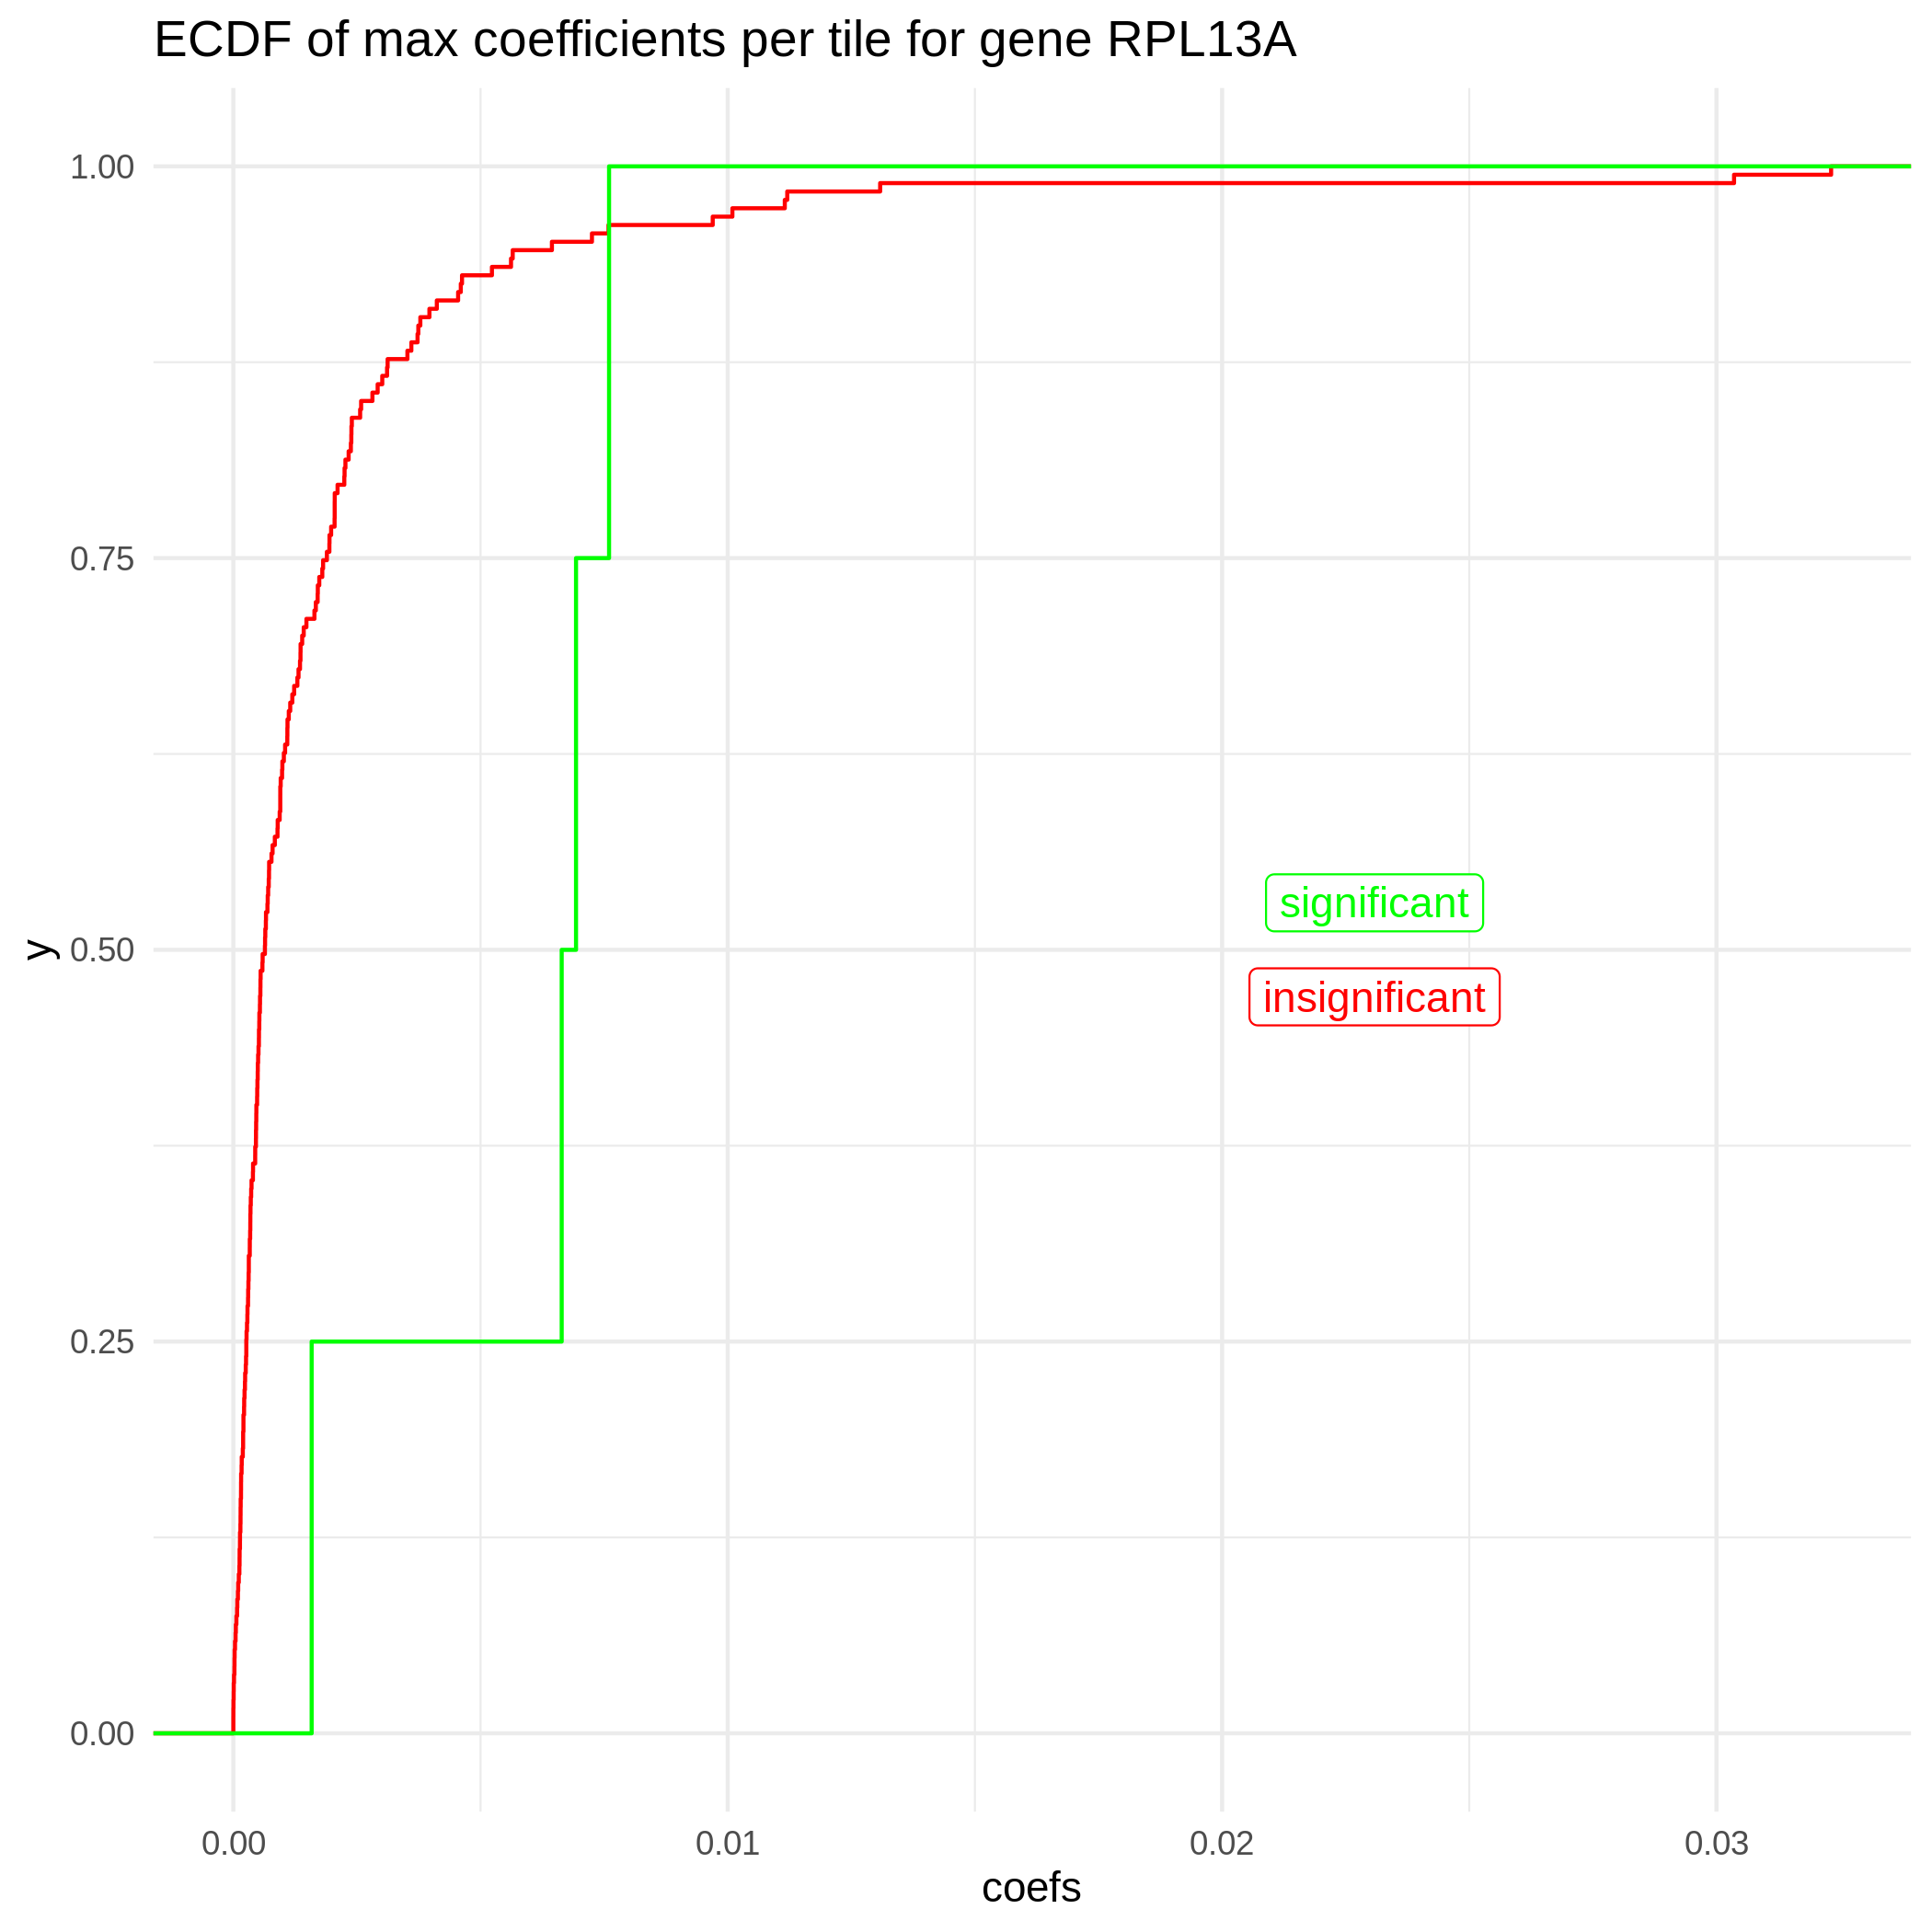 ECDF of max coefficients per tile for gene RPL13A
1.00
0.75
0.50
0.25
0.00
y
significant
insignificant
0.00 0.01 0.02 0.03
coefs